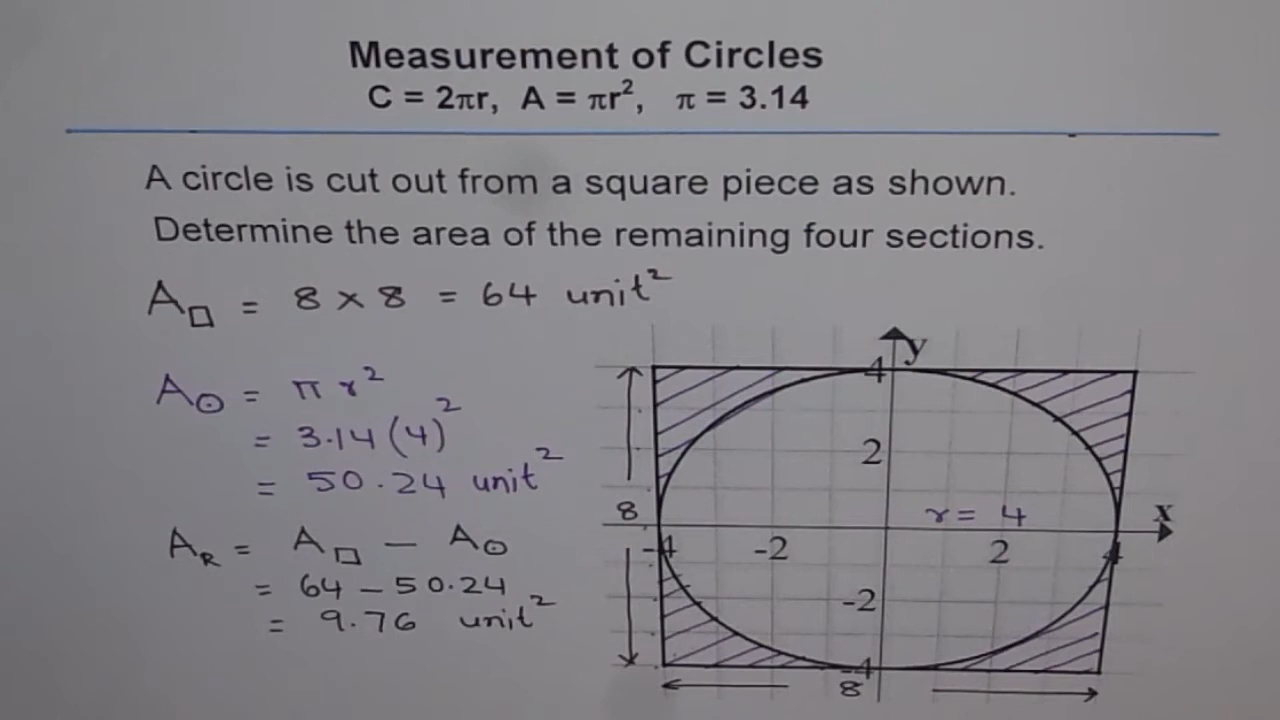 Measurement of Circles
C = 2πr, A = πr², π = 3.14
A circle is cut out from a square piece as shown.
Determine the area of the remaining four sections.
A□ = 8 × 8 = 64 unit²
A⊙ = π r²
= 3.14 (4)²
= 50.24 unit²
A_R = A□ − A⊙
= 64 − 50.24
= 9.76 unit²
y
4
2
8
r = 4
x
-4 -2 2 4
-2
-4
8